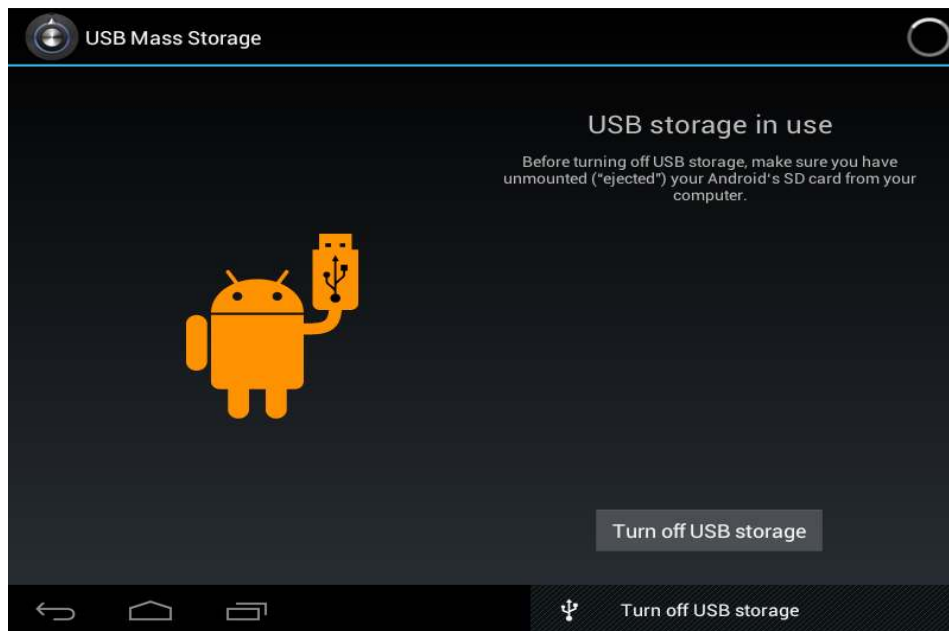 USB Mass Storage
USB storage in use
Before turning off USB storage, make sure you have
unmounted (“ejected”) your Android's SD card from your
computer.
Turn off USB storage
Turn off USB storage